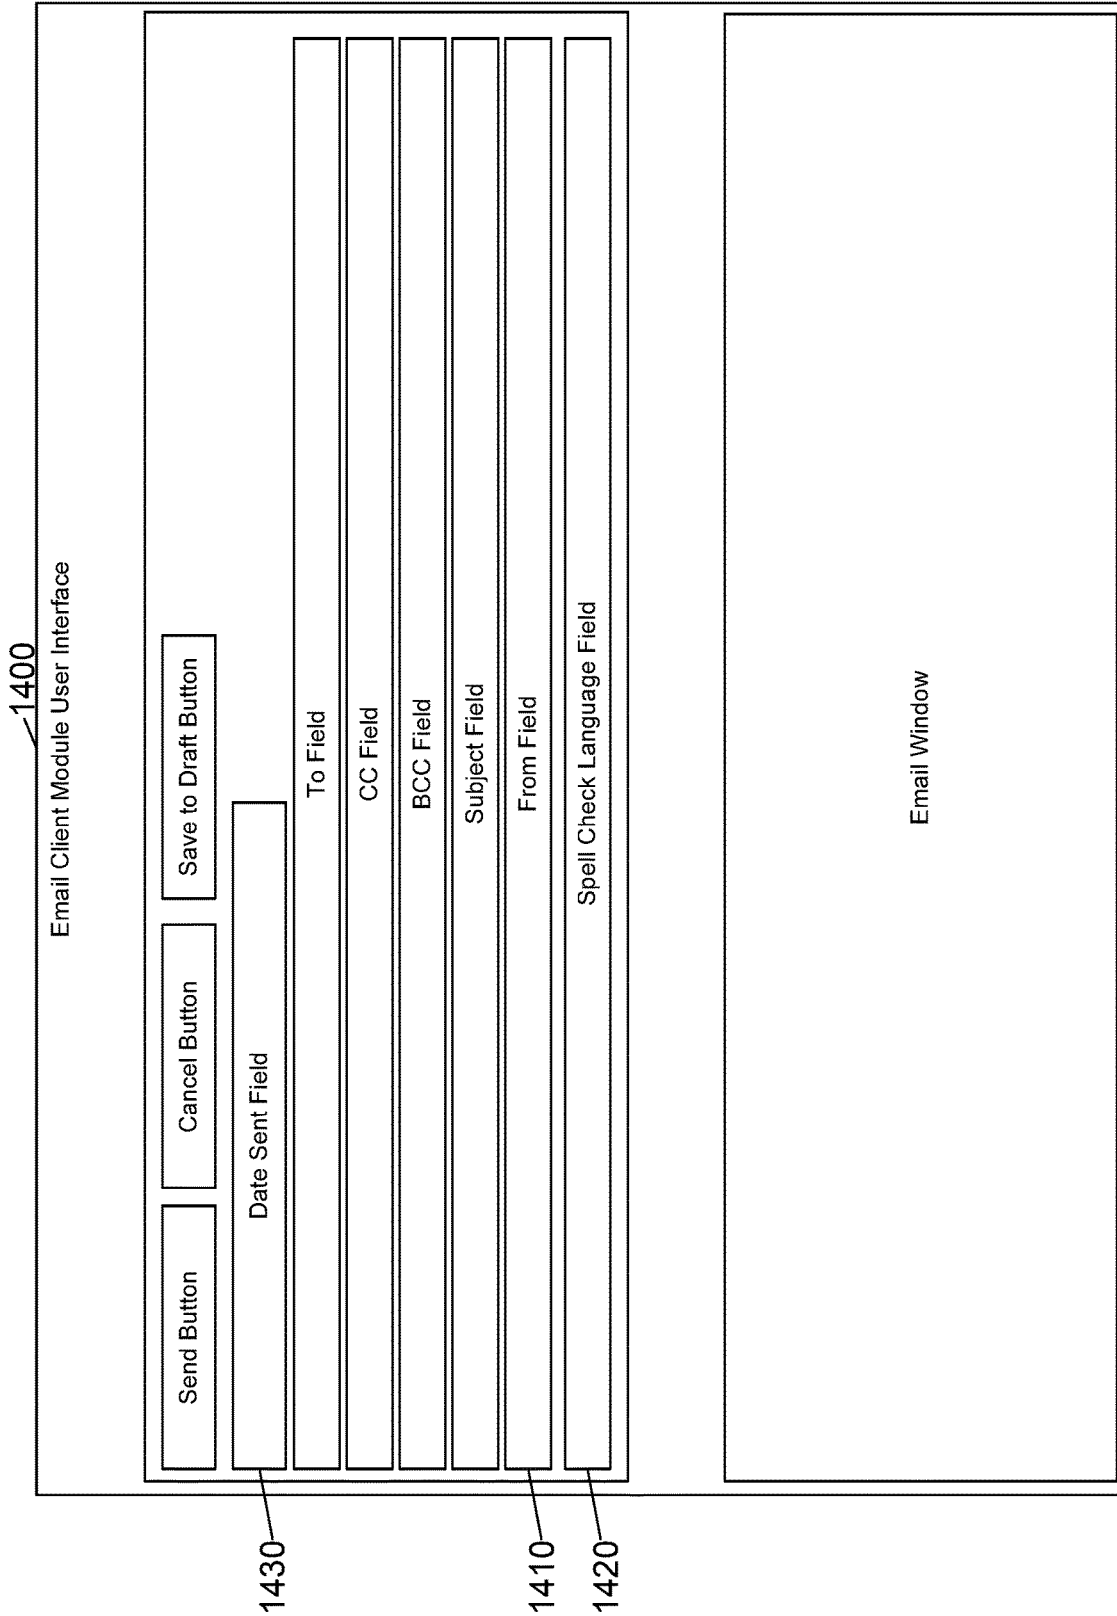 1400
Email Client Module User Interface
Send Button
Cancel Button
Save to Draft Button
1430
Date Sent Field
To Field
CC Field
BCC Field
Subject Field
1410
From Field
1420
Spell Check Language Field
Email Window